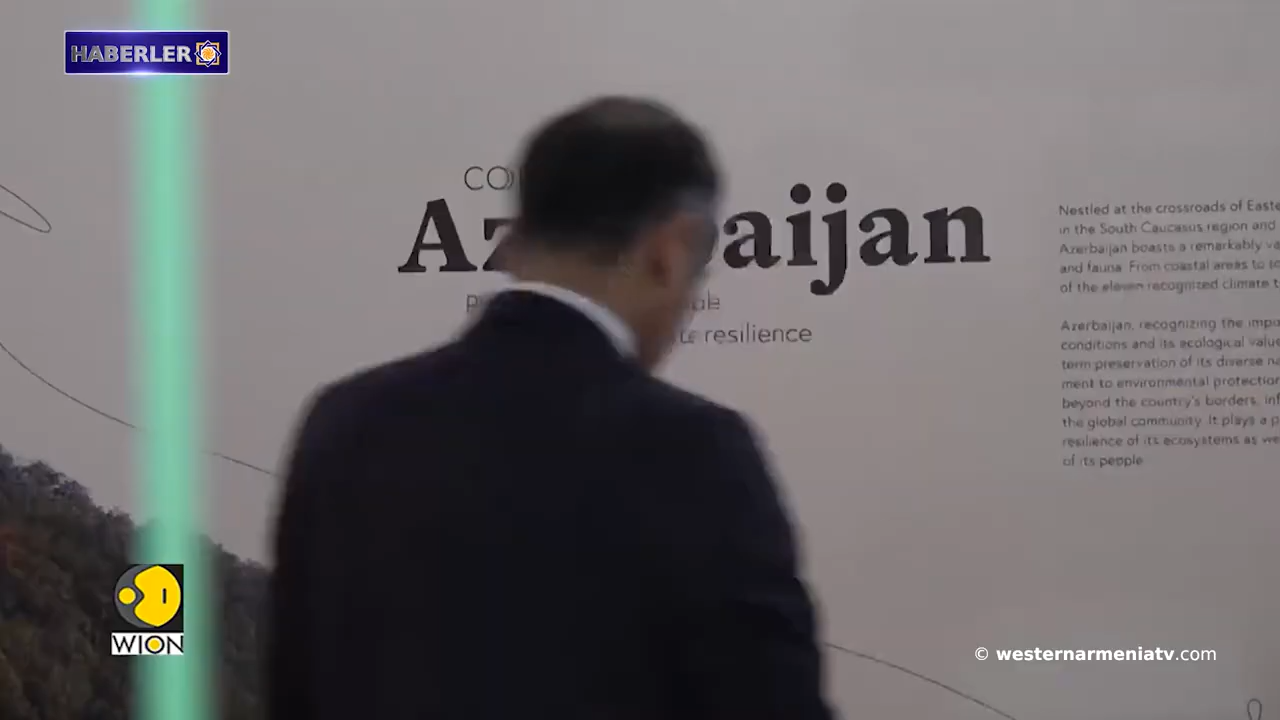 HABERLER
CO
Az baijan
te resilience
Nestled at the crossroads of Easte
in the South Caucasus region and
Azerbaijan boasts a remarkably va
and fauna. From coastal areas to
of the eleven recognized climate t
Azerbaijan, recognizing the impo
conditions and its ecological value
term preservation of its diverse na
ment to environmental protection
beyond the country's borders, inf
the global community. It plays a p
resilience of its ecosystems as we
of its people.
WION
© westernarmeniatv.com